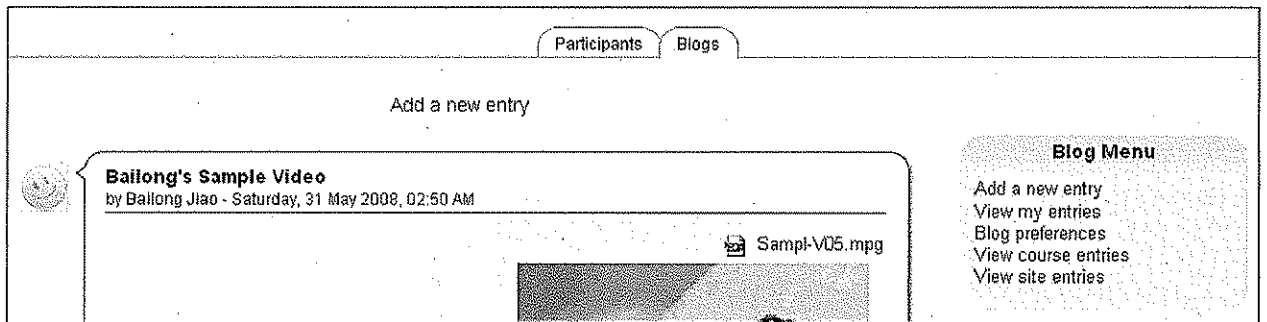 Participants
Blogs
Add a new entry
Bailong's Sample Video
by Bailong Jiao - Saturday, 31 May 2008, 02:50 AM
Sampl-V05.mpg
Blog Menu
Add a new entry
View my entries
Blog preferences
View course entries
View site entries